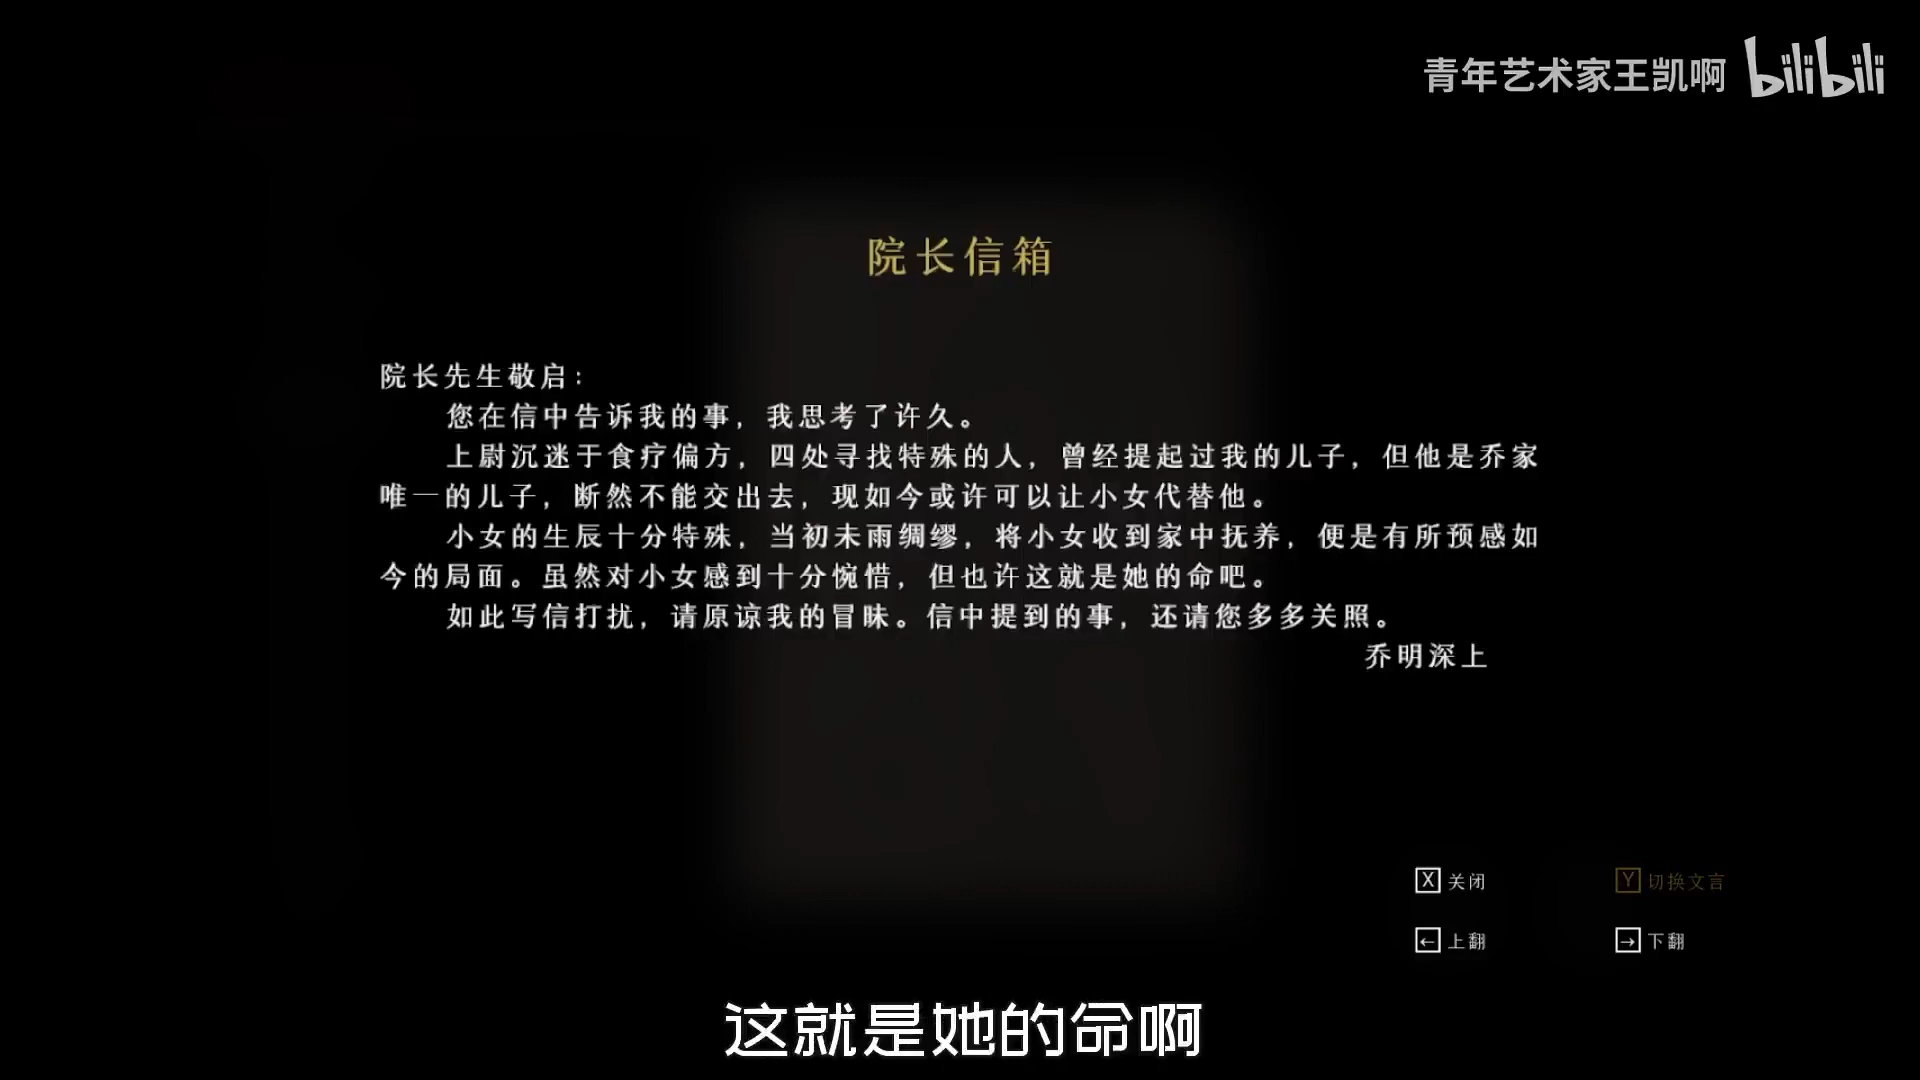 青年艺术家王凯啊 bilibili
院长信箱
院长先生敬启：
您在信中告诉我的事，我思考了许久。
上尉沉迷于食疗偏方，四处寻找特殊的人，曾经提起过我的儿子，但他是乔家
唯一的儿子，断然不能交出去，现如今或许可以让小女代替他。
小女的生辰十分特殊，当初未雨绸缪，将小女收到家中抚养，便是有所预感如
今的局面。虽然对小女感到十分惋惜，但也许这就是她的命吧。
如此写信打扰，请原谅我的冒昧。信中提到的事，还请您多多关照。
乔明深上
X 关闭 Y 切换文言
← 上翻 → 下翻
这就是她的命啊